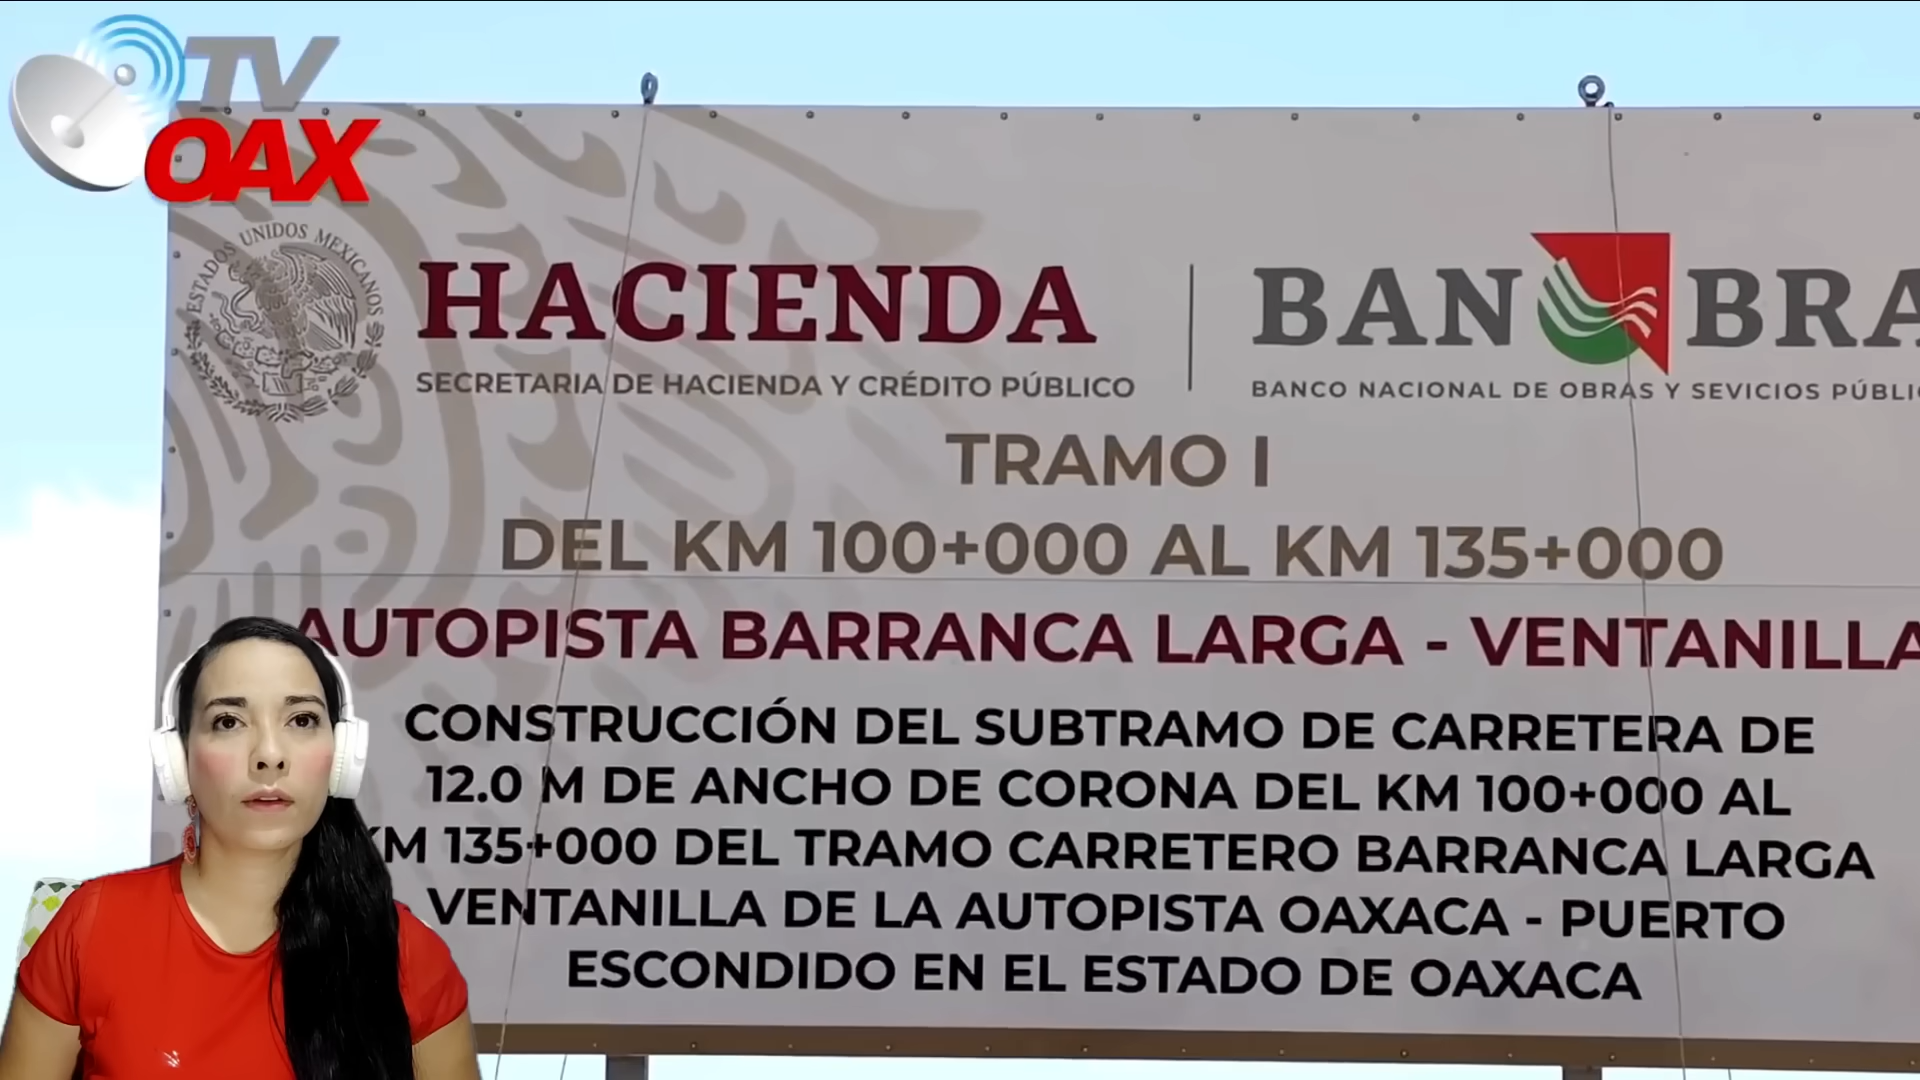 TV
OAX
ESTADOS UNIDOS MEXICANOS
HACIENDA
SECRETARIA DE HACIENDA Y CRÉDITO PÚBLICO
BAN BRA
BANCO NACIONAL DE OBRAS Y SEVICIOS PÚBLIC
TRAMO I
DEL KM 100+000 AL KM 135+000
AUTOPISTA BARRANCA LARGA - VENTANILLA
CONSTRUCCIÓN DEL SUBTRAMO DE CARRETERA DE
12.0 M DE ANCHO DE CORONA DEL KM 100+000 AL
KM 135+000 DEL TRAMO CARRETERO BARRANCA LARGA
VENTANILLA DE LA AUTOPISTA OAXACA - PUERTO
ESCONDIDO EN EL ESTADO DE OAXACA